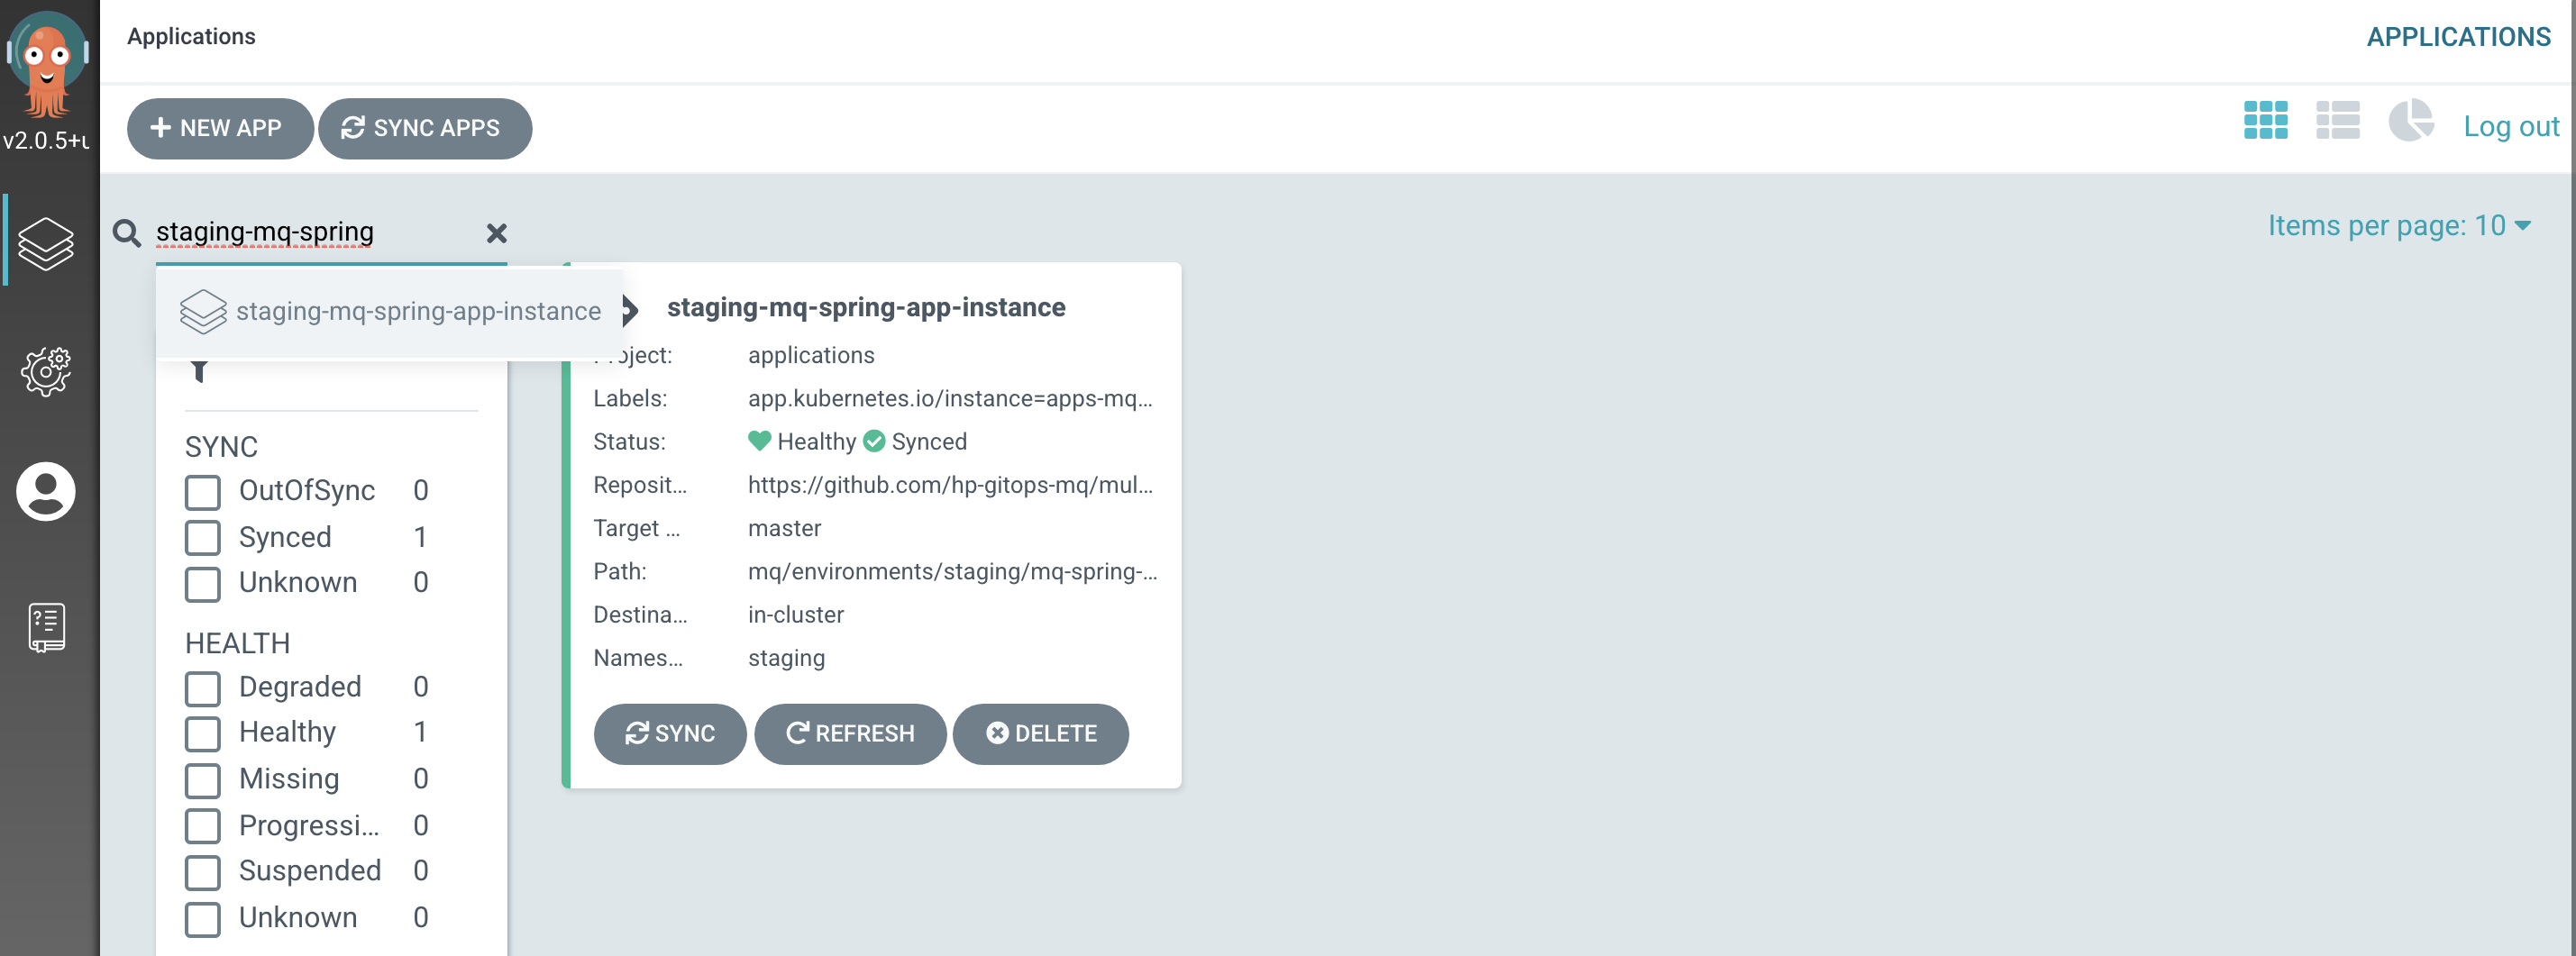 Applications
APPLICATIONS
v2.0.5+u
NEW APP
SYNC APPS
Log out
staging-mq-spring
Items per page: 10
staging-mq-spring-app-instance
SYNC
OutOfSync 0
Synced 1
Unknown 0
HEALTH
Degraded 0
Healthy 1
Missing 0
Progressi... 0
Suspended 0
Unknown 0
staging-mq-spring-app-instance
Project: applications
Labels: app.kubernetes.io/instance=apps-mq...
Status: Healthy Synced
Reposit... https://github.com/hp-gitops-mq/mul...
Target ... master
Path: mq/environments/staging/mq-spring-...
Destina... in-cluster
Names... staging
SYNC
REFRESH
DELETE